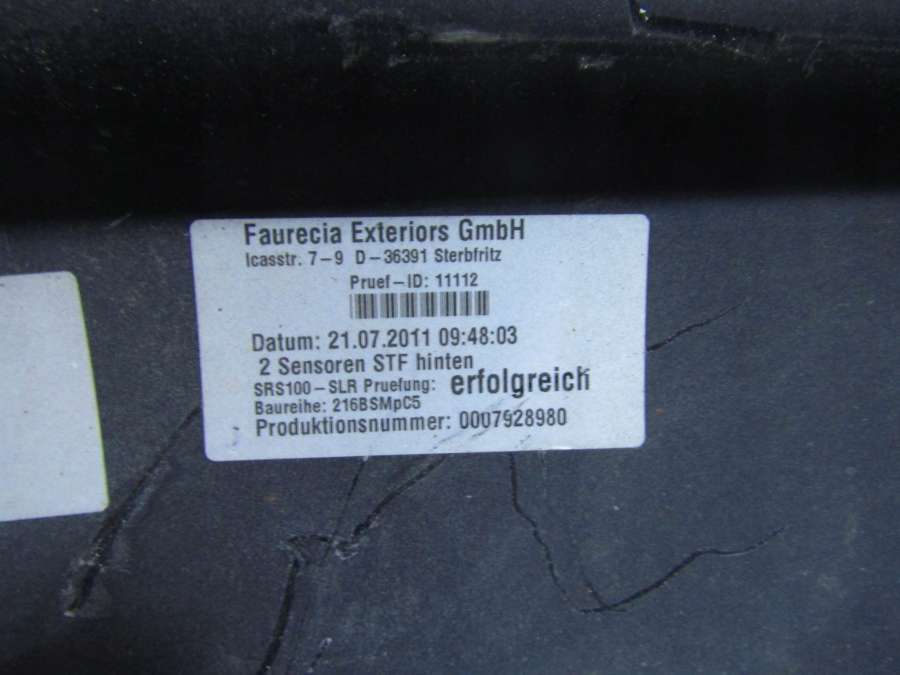 Faurecia Exteriors GmbH
Icasstr. 7-9 D-36391 Sterbfritz
Pruef-ID: 11112
Datum: 21.07.2011 09:48:03
2 Sensoren STF hinten
SRS100-SLR Pruefung: erfolgreich
Baureihe: 216BSMpC5
Produktionsnummer: 0007928980